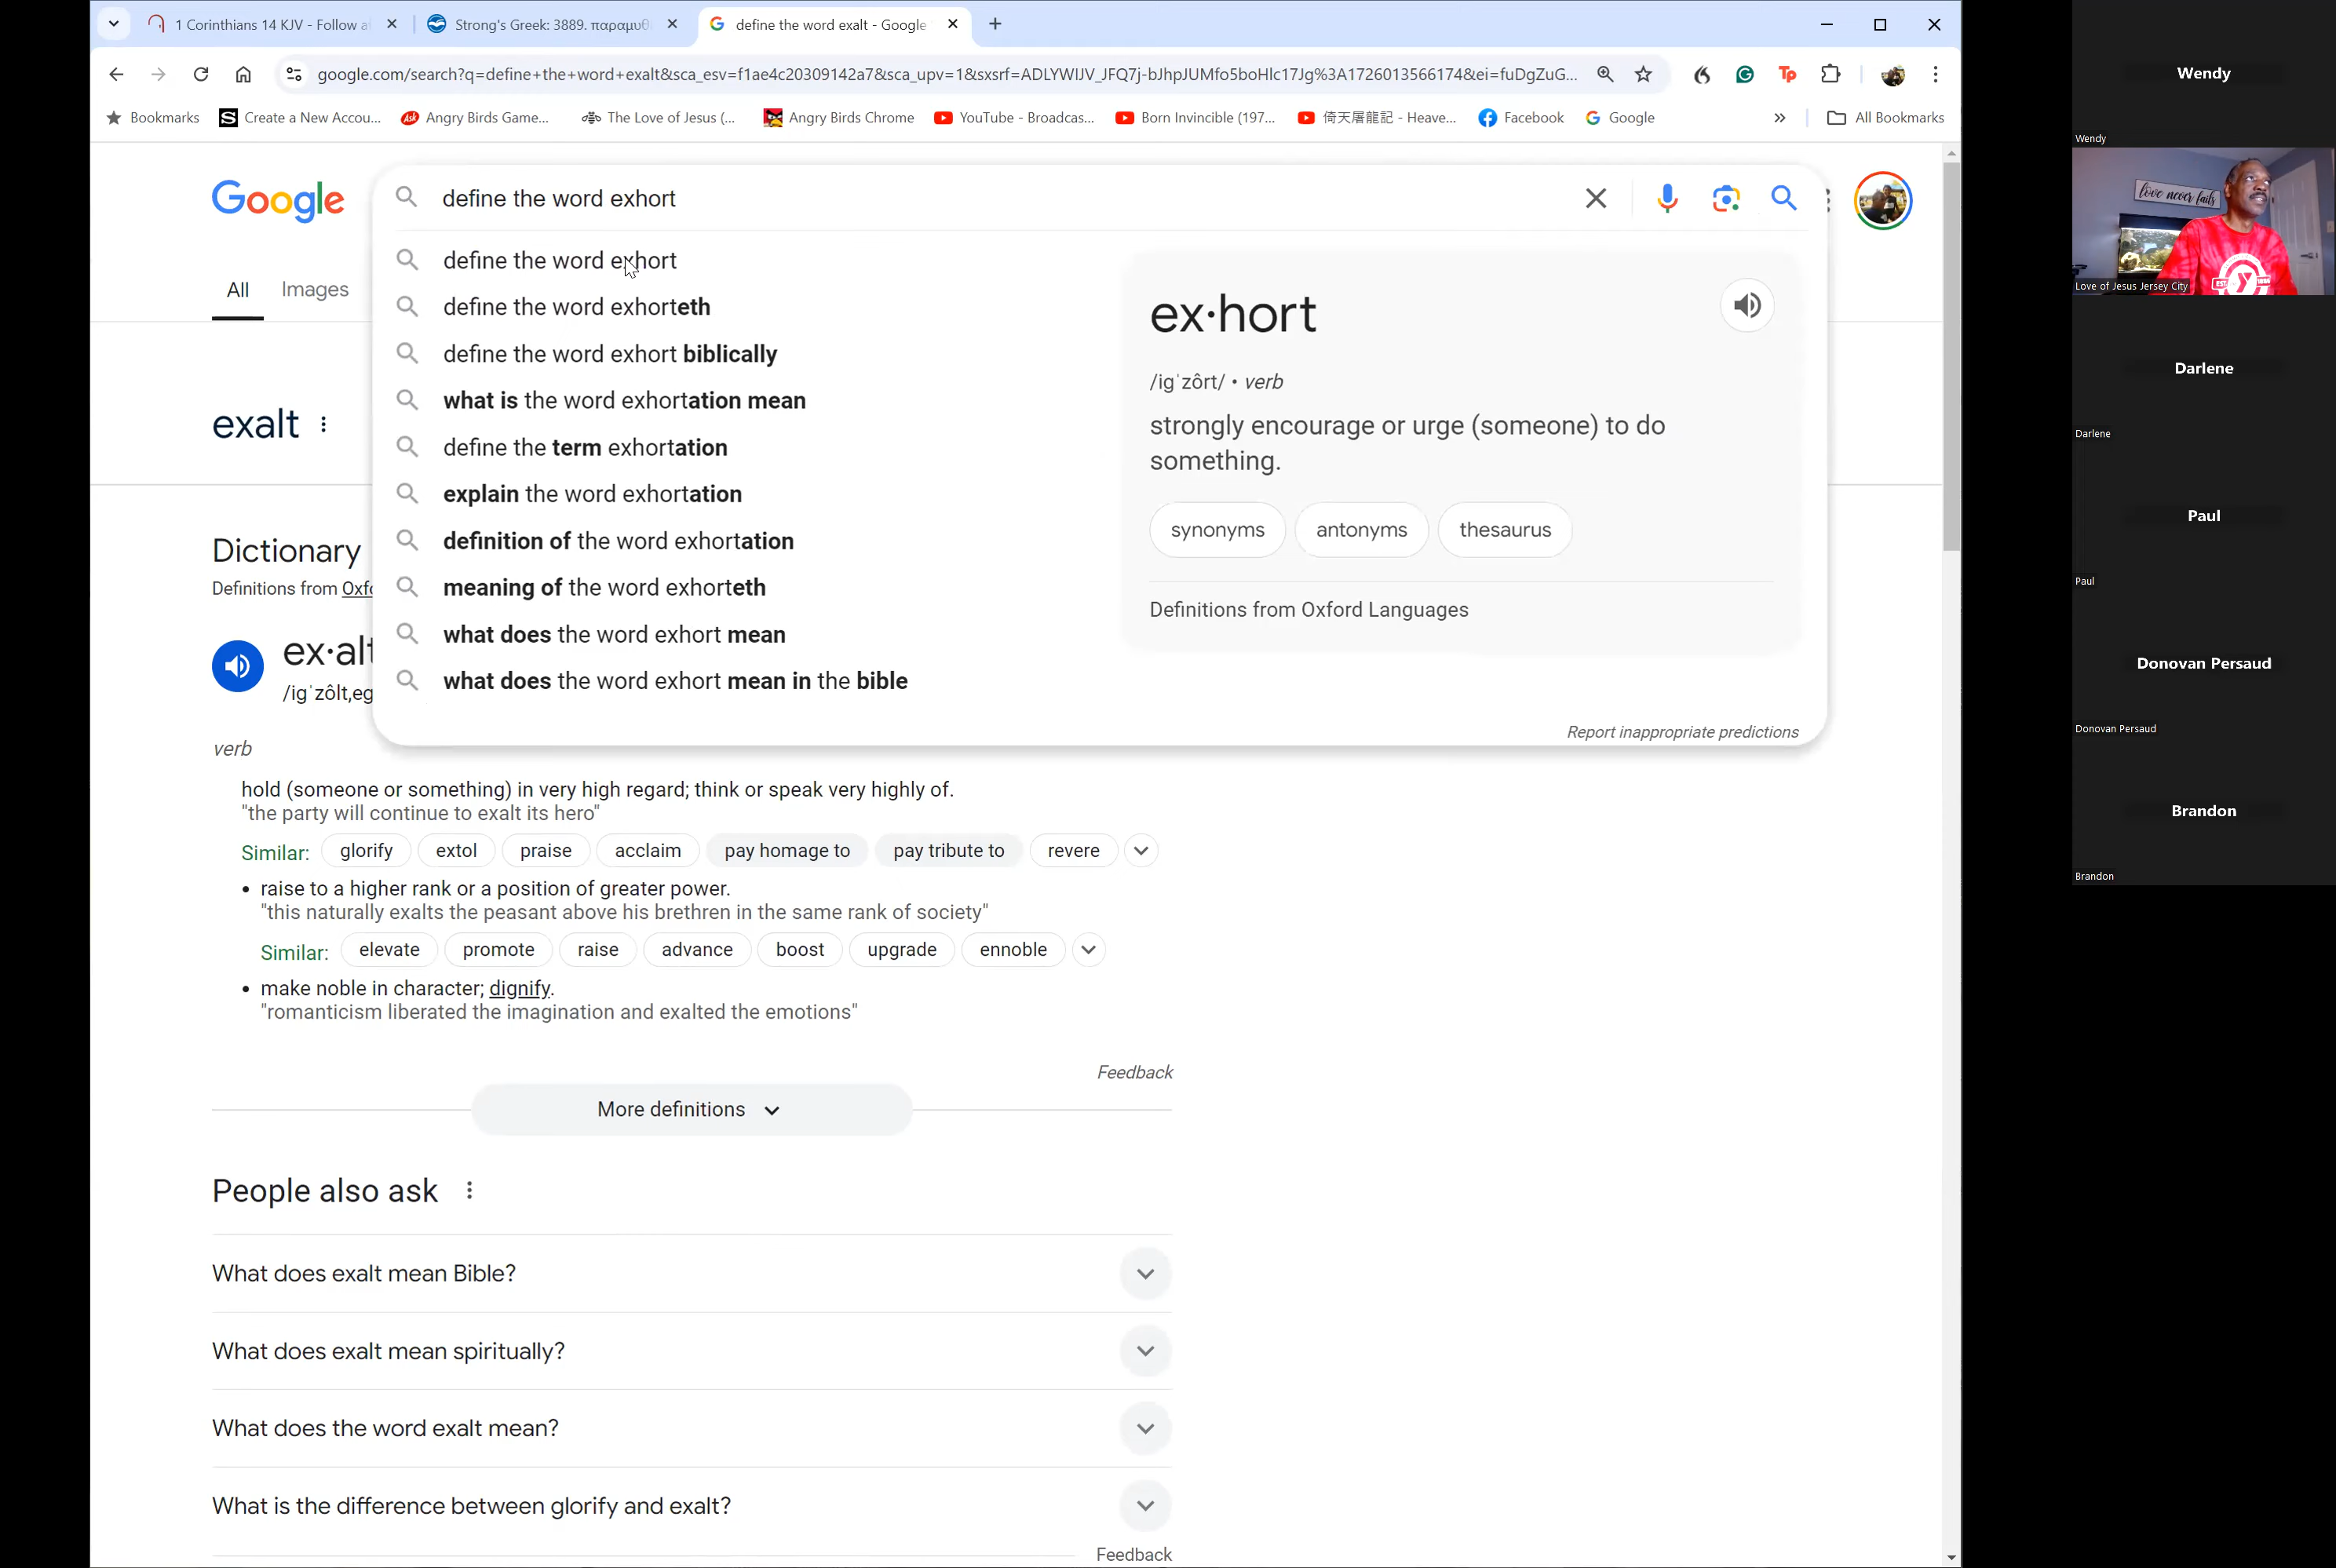 1 Corinthians 14 KJV - Follow a
Strong's Greek: 3889. παραμυθ
define the word exalt - Google
google.com/search?q=define+the+word+exalt&sca_esv=f1ae4c20309142a7&sca_upv=1&sxsrf=ADLYWIJV_JFQ7j-bJhpJUMfo5boHlc17Jg%3A1726013566174&ei=fuDgZuG...
Bookmarks
Create a New Accou...
Angry Birds Game...
The Love of Jesus (...
Angry Birds Chrome
YouTube - Broadcas...
Born Invincible (197...
倚天屠龍記 - Heave...
Facebook
Google
All Bookmarks
Google
define the word exhort
All
Images
define the word exhort
define the word exhorteth
define the word exhort biblically
what is the word exhortation mean
define the term exhortation
explain the word exhortation
definition of the word exhortation
meaning of the word exhorteth
what does the word exhort mean
what does the word exhort mean in the bible
ex·hort
/igˈzôrt/ • verb
strongly encourage or urge (someone) to do
something.
synonyms
antonyms
thesaurus
Definitions from Oxford Languages
Report inappropriate predictions
exalt
Dictionary
Definitions from Oxf
ex·alt
/igˈzôlt,eg
verb
hold (someone or something) in very high regard; think or speak very highly of.
"the party will continue to exalt its hero"
Similar: glorify extol praise acclaim pay homage to pay tribute to revere
• raise to a higher rank or a position of greater power.
"this naturally exalts the peasant above his brethren in the same rank of society"
Similar: elevate promote raise advance boost upgrade ennoble
• make noble in character; dignify.
"romanticism liberated the imagination and exalted the emotions"
Feedback
More definitions
People also ask
What does exalt mean Bible?
What does exalt mean spiritually?
What does the word exalt mean?
What is the difference between glorify and exalt?
Feedback
Wendy
Wendy
love never fails
Love of Jesus Jersey City
Darlene
Darlene
Paul
Paul
Donovan Persaud
Donovan Persaud
Brandon
Brandon